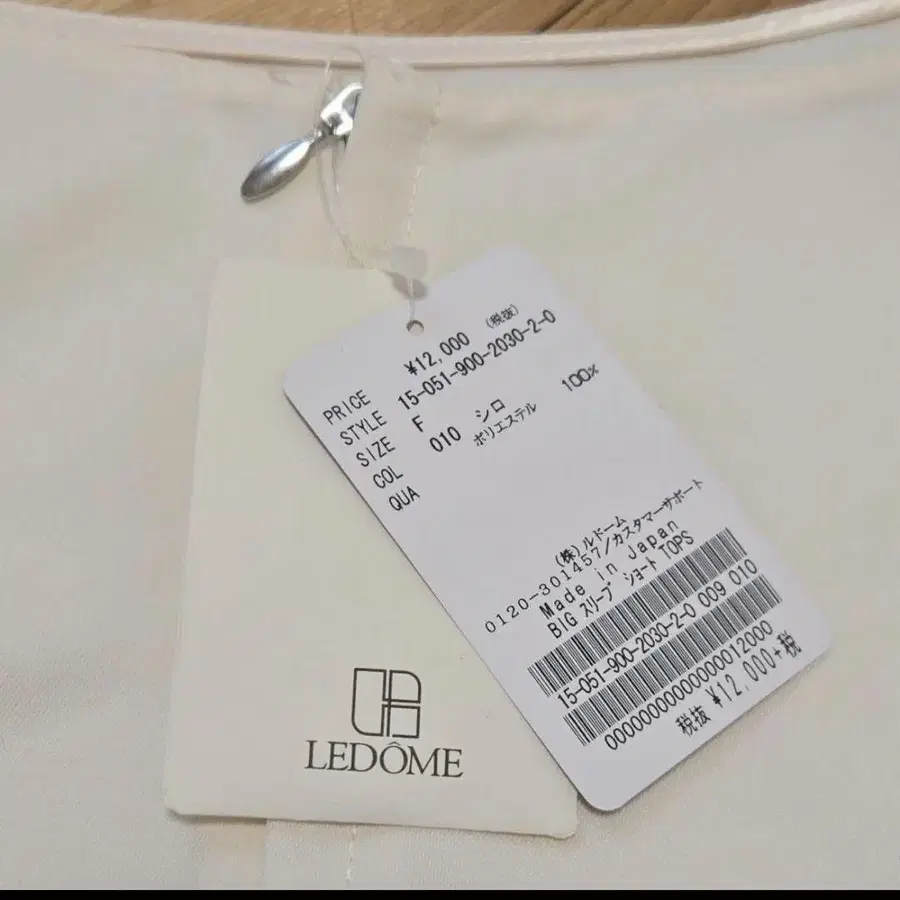 PRICE ¥12,000 (税抜)
STYLE 15-051-900-2030-2-0
SIZE F
COL 010 シロ
QUA ポリエステル 100%
(株)ルドーム
0120-301457/カスタマーサポート
Made in Japan
BIG スリーブ ショート TOPS
15-051-900-2030-2-0 009 010
0000000000000012000
税抜 ¥12,000+税
LEDÔME